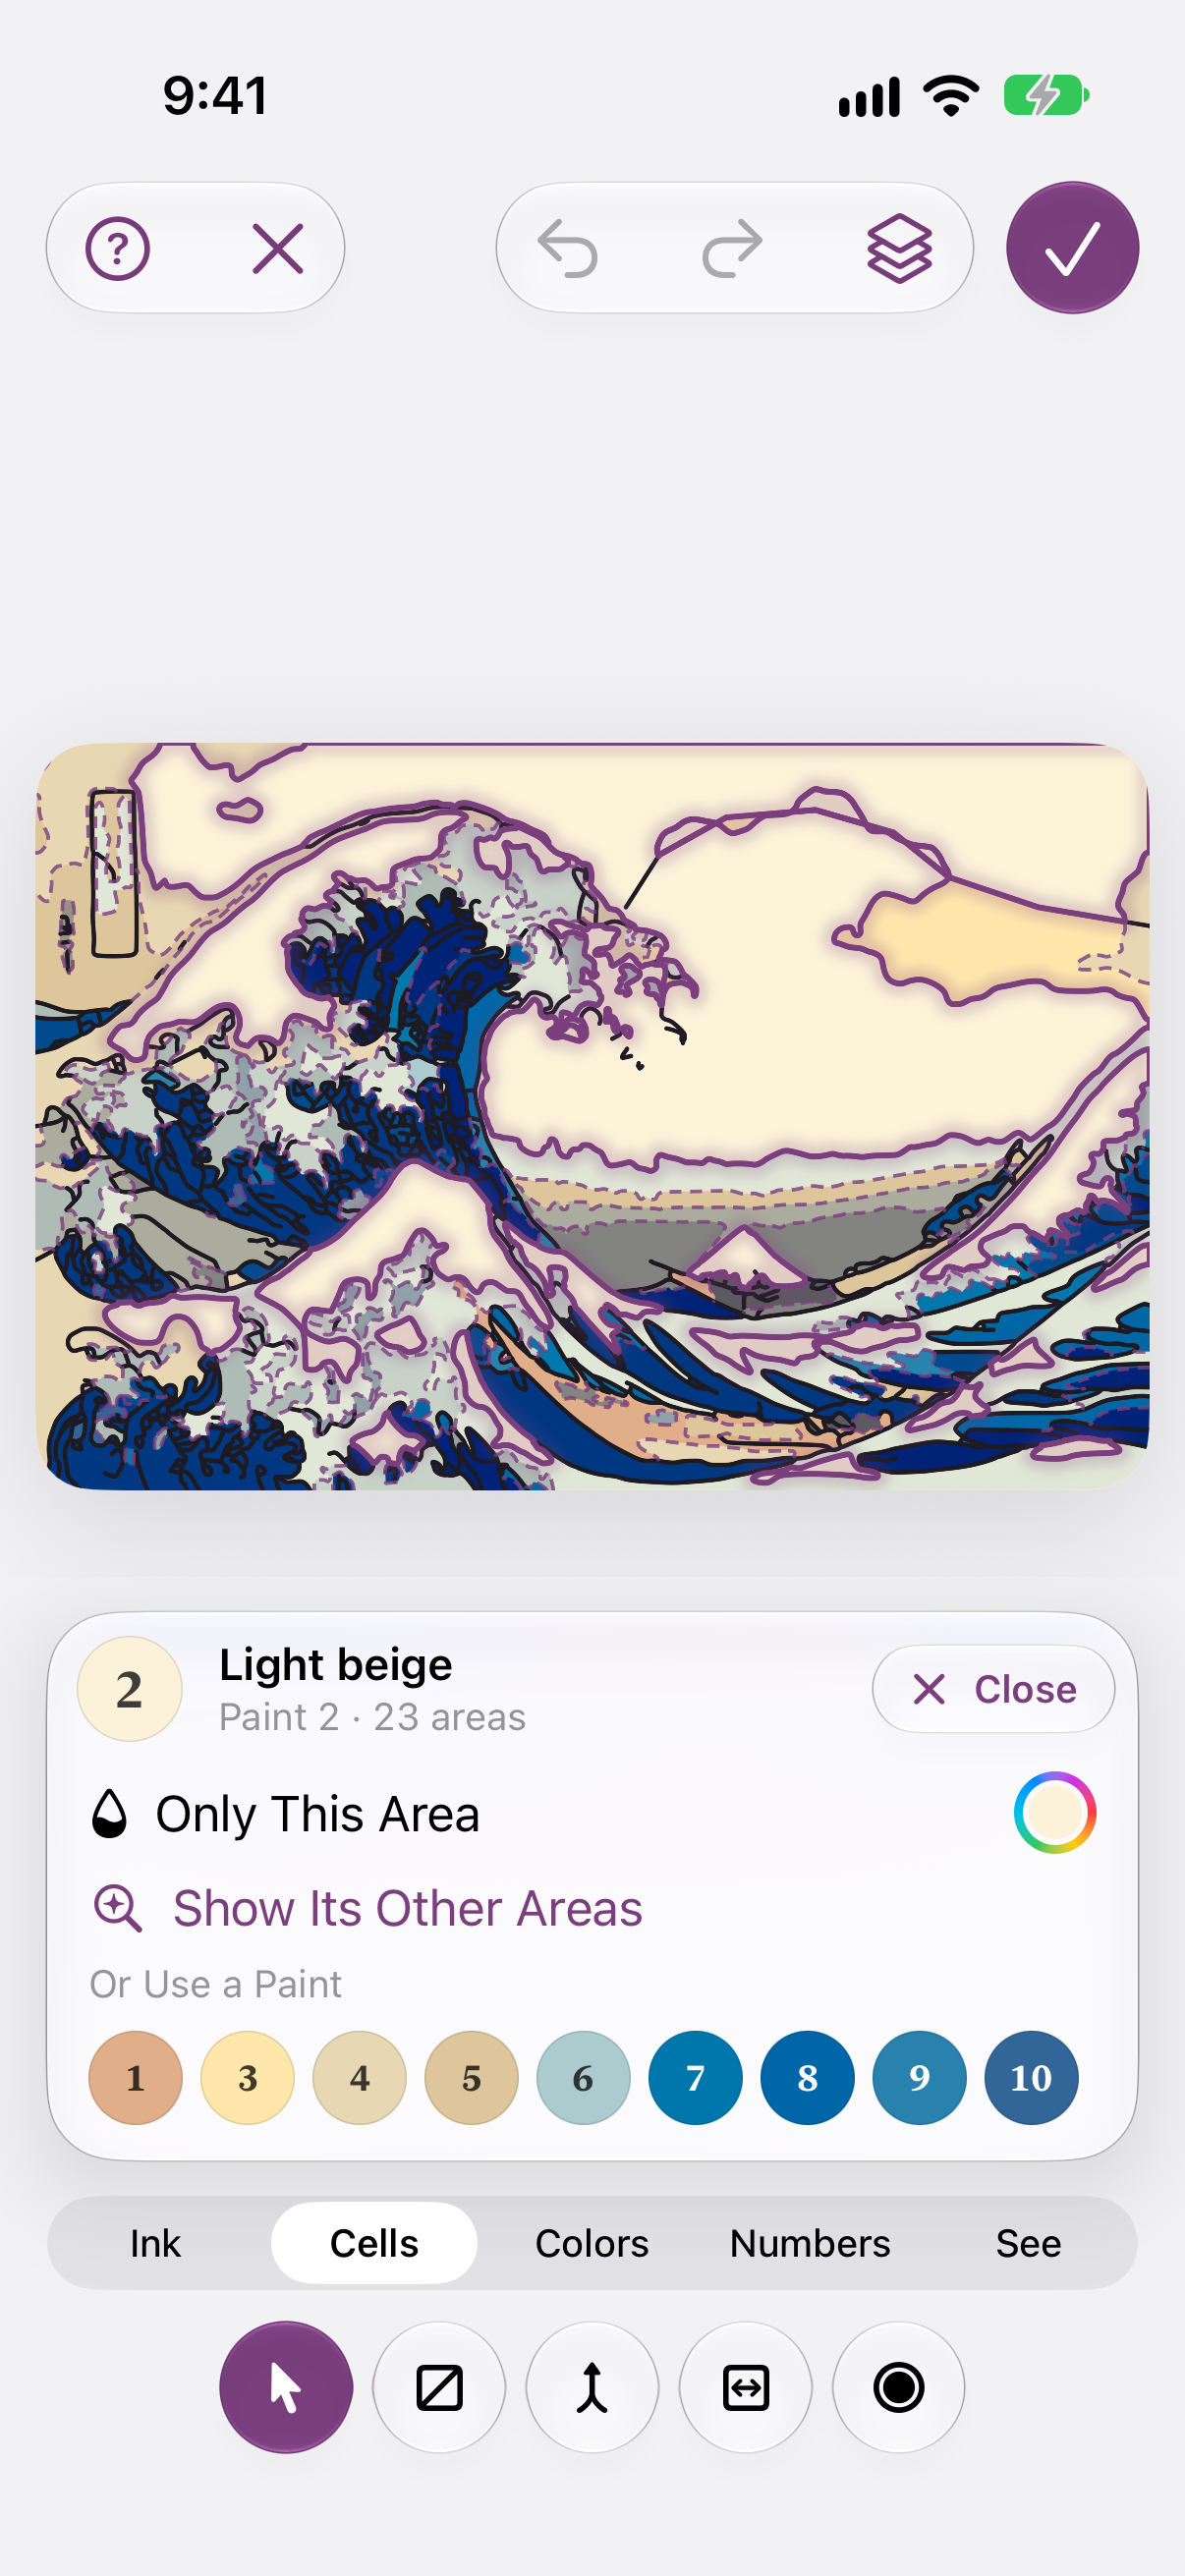 9:41
2
Light beige
Paint 2 · 23 areas
Close
Only This Area
Show Its Other Areas
Or Use a Paint
1 3 4 5 6 7 8 9 10
Ink Cells Colors Numbers See